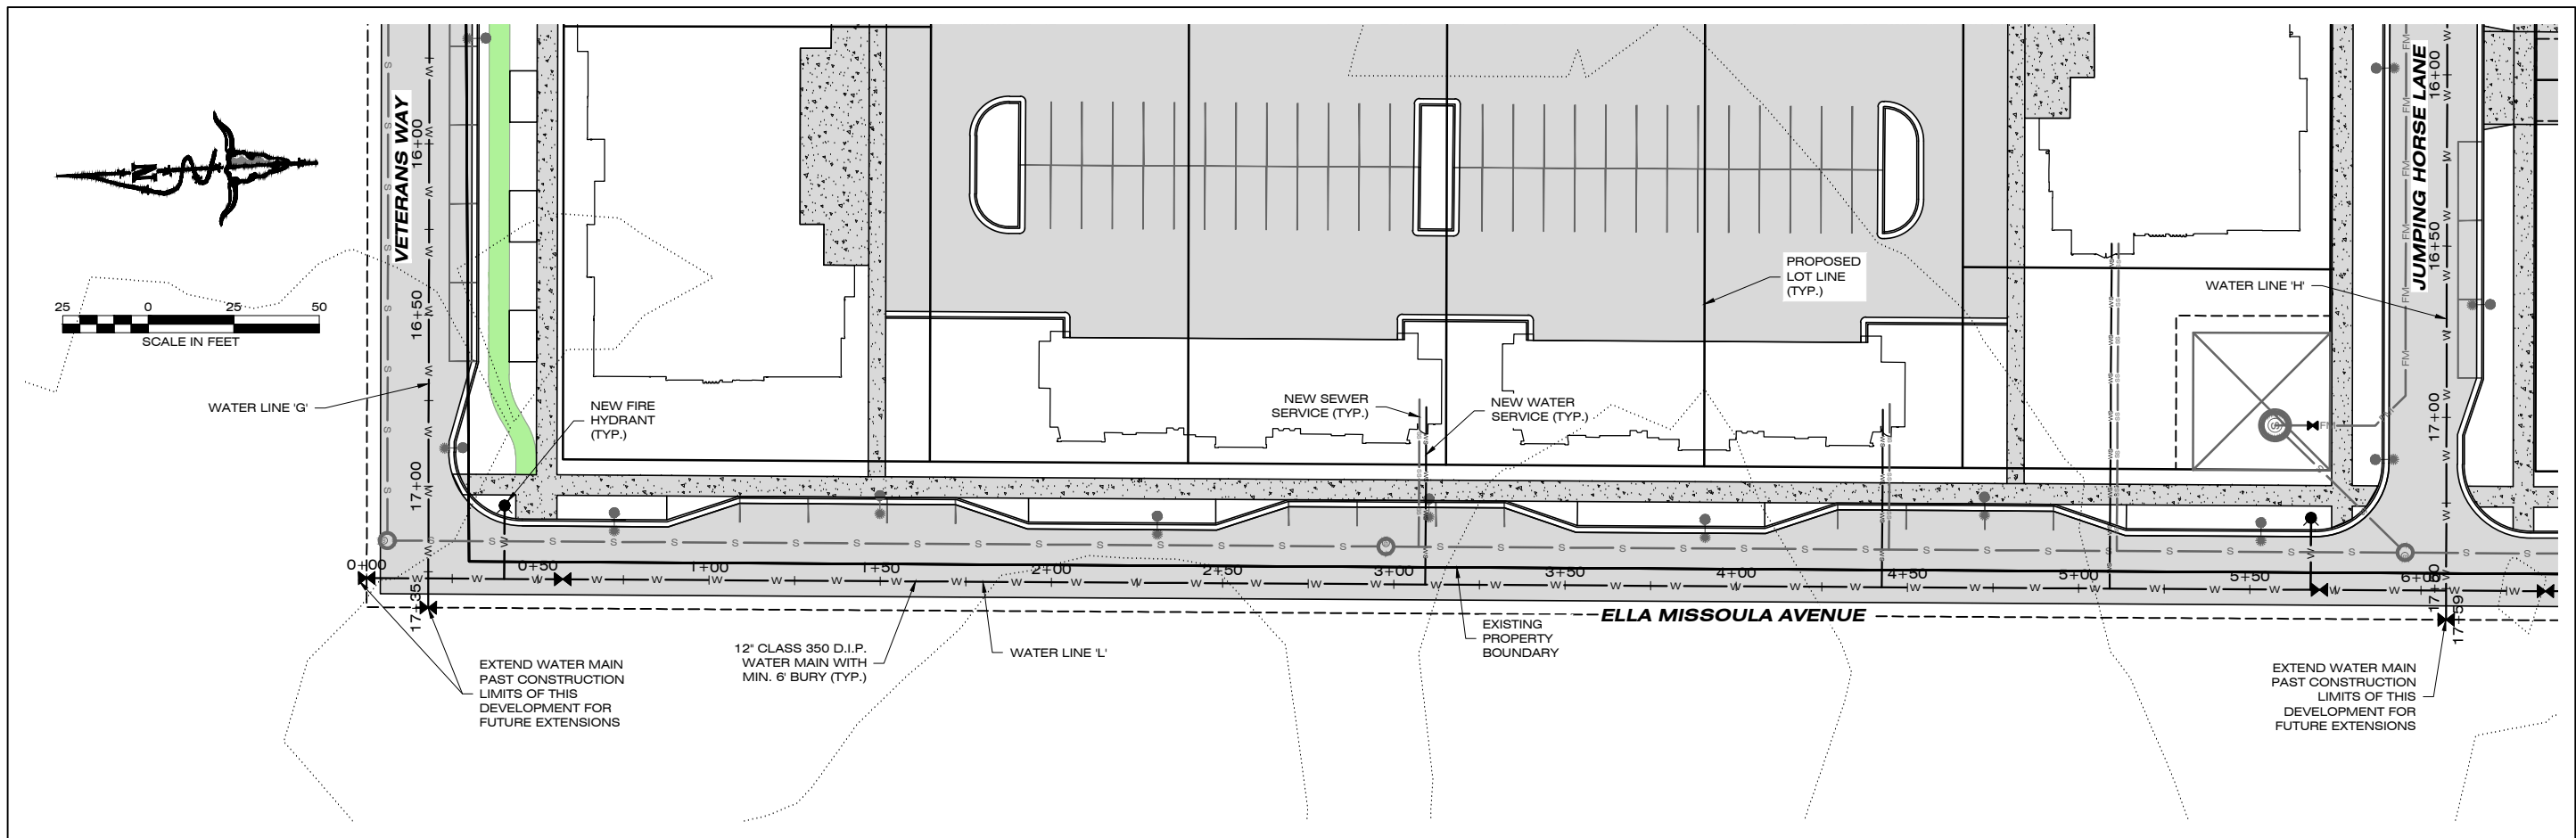 VETERANS WAY
16+00
16+50
17+00
17+35
N
25 0 25 50
SCALE IN FEET
WATER LINE 'G'
NEW FIRE
HYDRANT
(TYP.)
NEW SEWER
SERVICE (TYP.)
NEW WATER
SERVICE (TYP.)
PROPOSED
LOT LINE
(TYP.)
WATER LINE 'H'
JUMPING HORSE LANE
16+00
16+50
17+00
17+50
17+59
0+00
0+50
1+00
1+50
2+00
2+50
3+00
3+50
4+00
4+50
5+00
5+50
6+00
ELLA MISSOULA AVENUE
EXTEND WATER MAIN
PAST CONSTRUCTION
LIMITS OF THIS
DEVELOPMENT FOR
FUTURE EXTENSIONS
12" CLASS 350 D.I.P.
WATER MAIN WITH
MIN. 6' BURY (TYP.)
WATER LINE 'L'
EXISTING
PROPERTY
BOUNDARY
EXTEND WATER MAIN
PAST CONSTRUCTION
LIMITS OF THIS
DEVELOPMENT FOR
FUTURE EXTENSIONS